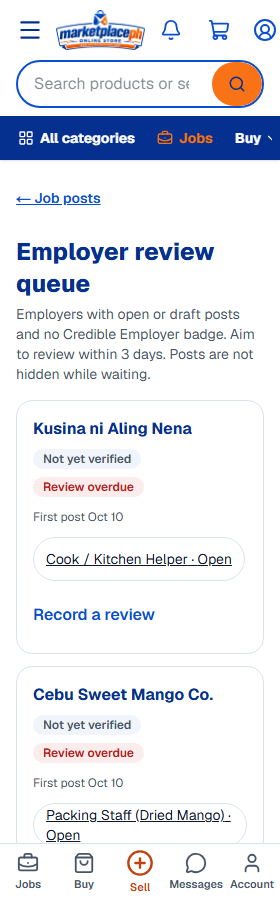 marketplaceph
ONLINE STORE
Search products or se
All categories
Jobs
Buy
← Job posts
Employer review
queue
Employers with open or draft posts
and no Credible Employer badge. Aim
to review within 3 days. Posts are not
hidden while waiting.
Kusina ni Aling Nena
Not yet verified
Review overdue
First post Oct 10
Cook / Kitchen Helper · Open
Record a review
Cebu Sweet Mango Co.
Not yet verified
Review overdue
First post Oct 10
Packing Staff (Dried Mango) ·
Open
Jobs
Buy
Sell
Messages
Account